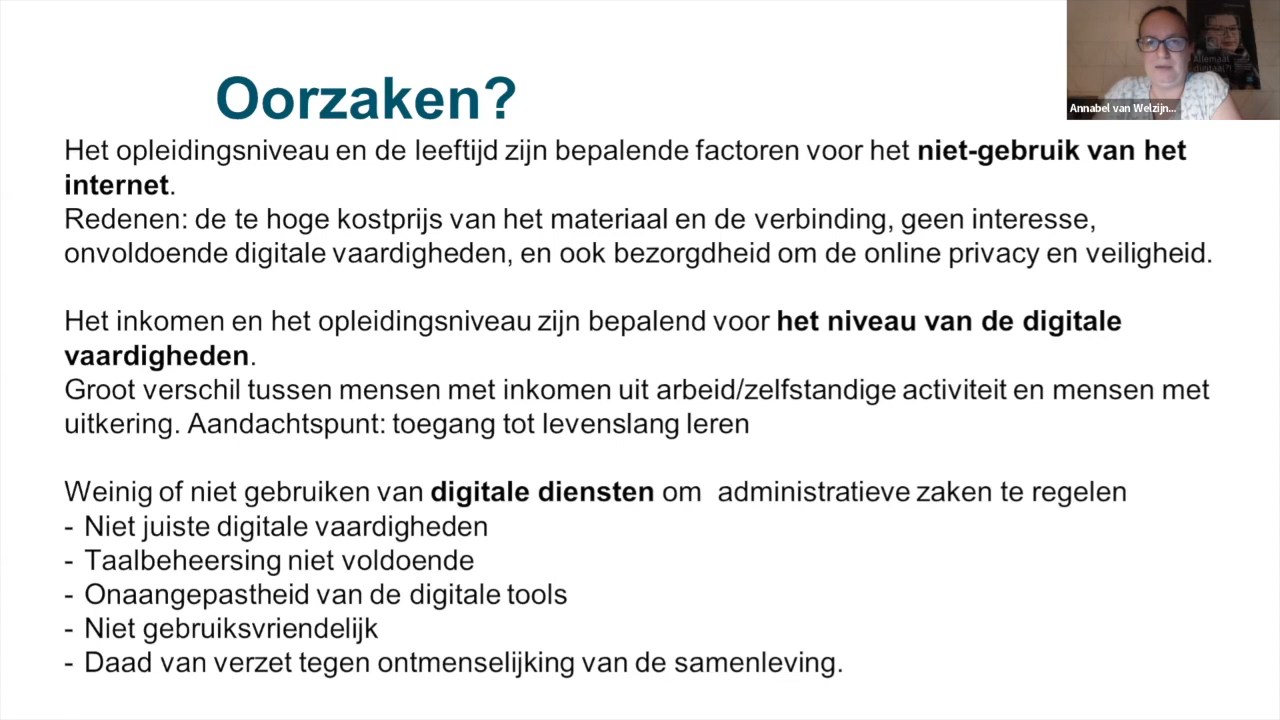 Oorzaken?
Het opleidingsniveau en de leeftijd zijn bepalende factoren voor het niet-gebruik van het
internet.
Redenen: de te hoge kostprijs van het materiaal en de verbinding, geen interesse,
onvoldoende digitale vaardigheden, en ook bezorgdheid om de online privacy en veiligheid.
Het inkomen en het opleidingsniveau zijn bepalend voor het niveau van de digitale
vaardigheden.
Groot verschil tussen mensen met inkomen uit arbeid/zelfstandige activiteit en mensen met
uitkering. Aandachtspunt: toegang tot levenslang leren
Weinig of niet gebruiken van digitale diensten om  administratieve zaken te regelen
- Niet juiste digitale vaardigheden
- Taalbeheersing niet voldoende
- Onaangepastheid van de digitale tools
- Niet gebruiksvriendelijk
- Daad van verzet tegen ontmenselijking van de samenleving.
Allemaal
digitaal?!
Annabel van Welzijn...